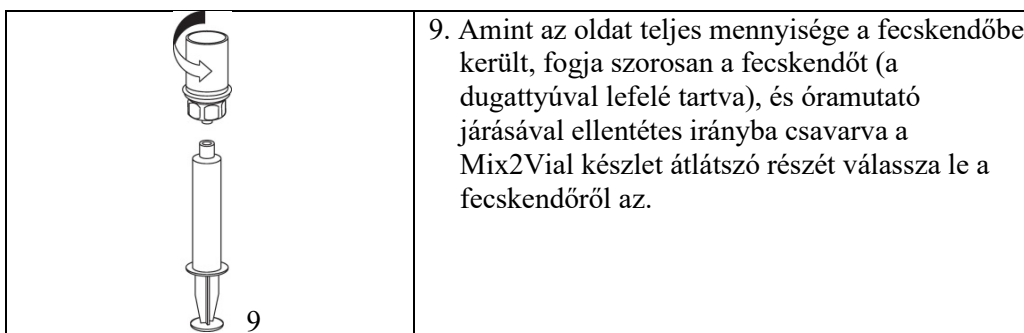 9. Amint az oldat teljes mennyisége a fecskendőbe
került, fogja szorosan a fecskendőt (a
dugattyúval lefelé tartva), és óramutató
járásával ellentétes irányba csavarva a
Mix2Vial készlet átlátszó részét válassza le a
fecskendőről az.
9